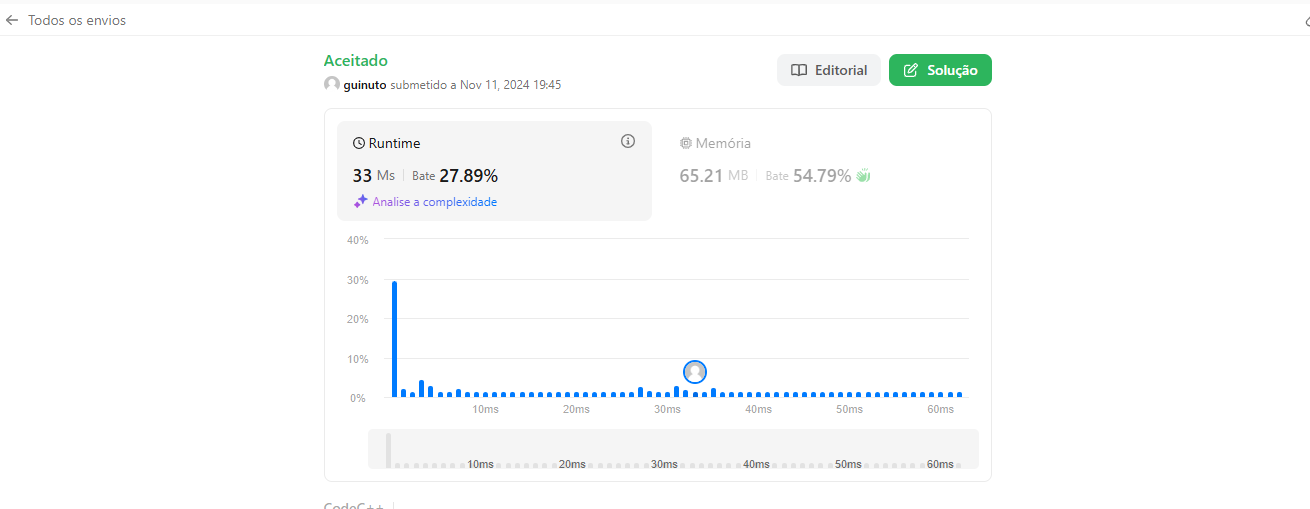 Todos os envios
Aceitado
guinuto submetido a Nov 11, 2024 19:45
Editorial
Solução
Runtime
33 Ms | Bate 27.89%
Analise a complexidade
Memória
65.21 MB | Bate 54.79%
40%
30%
20%
10%
0%
10ms 20ms 30ms 40ms 50ms 60ms
10ms 20ms 30ms 40ms 50ms 60ms
CodeC++